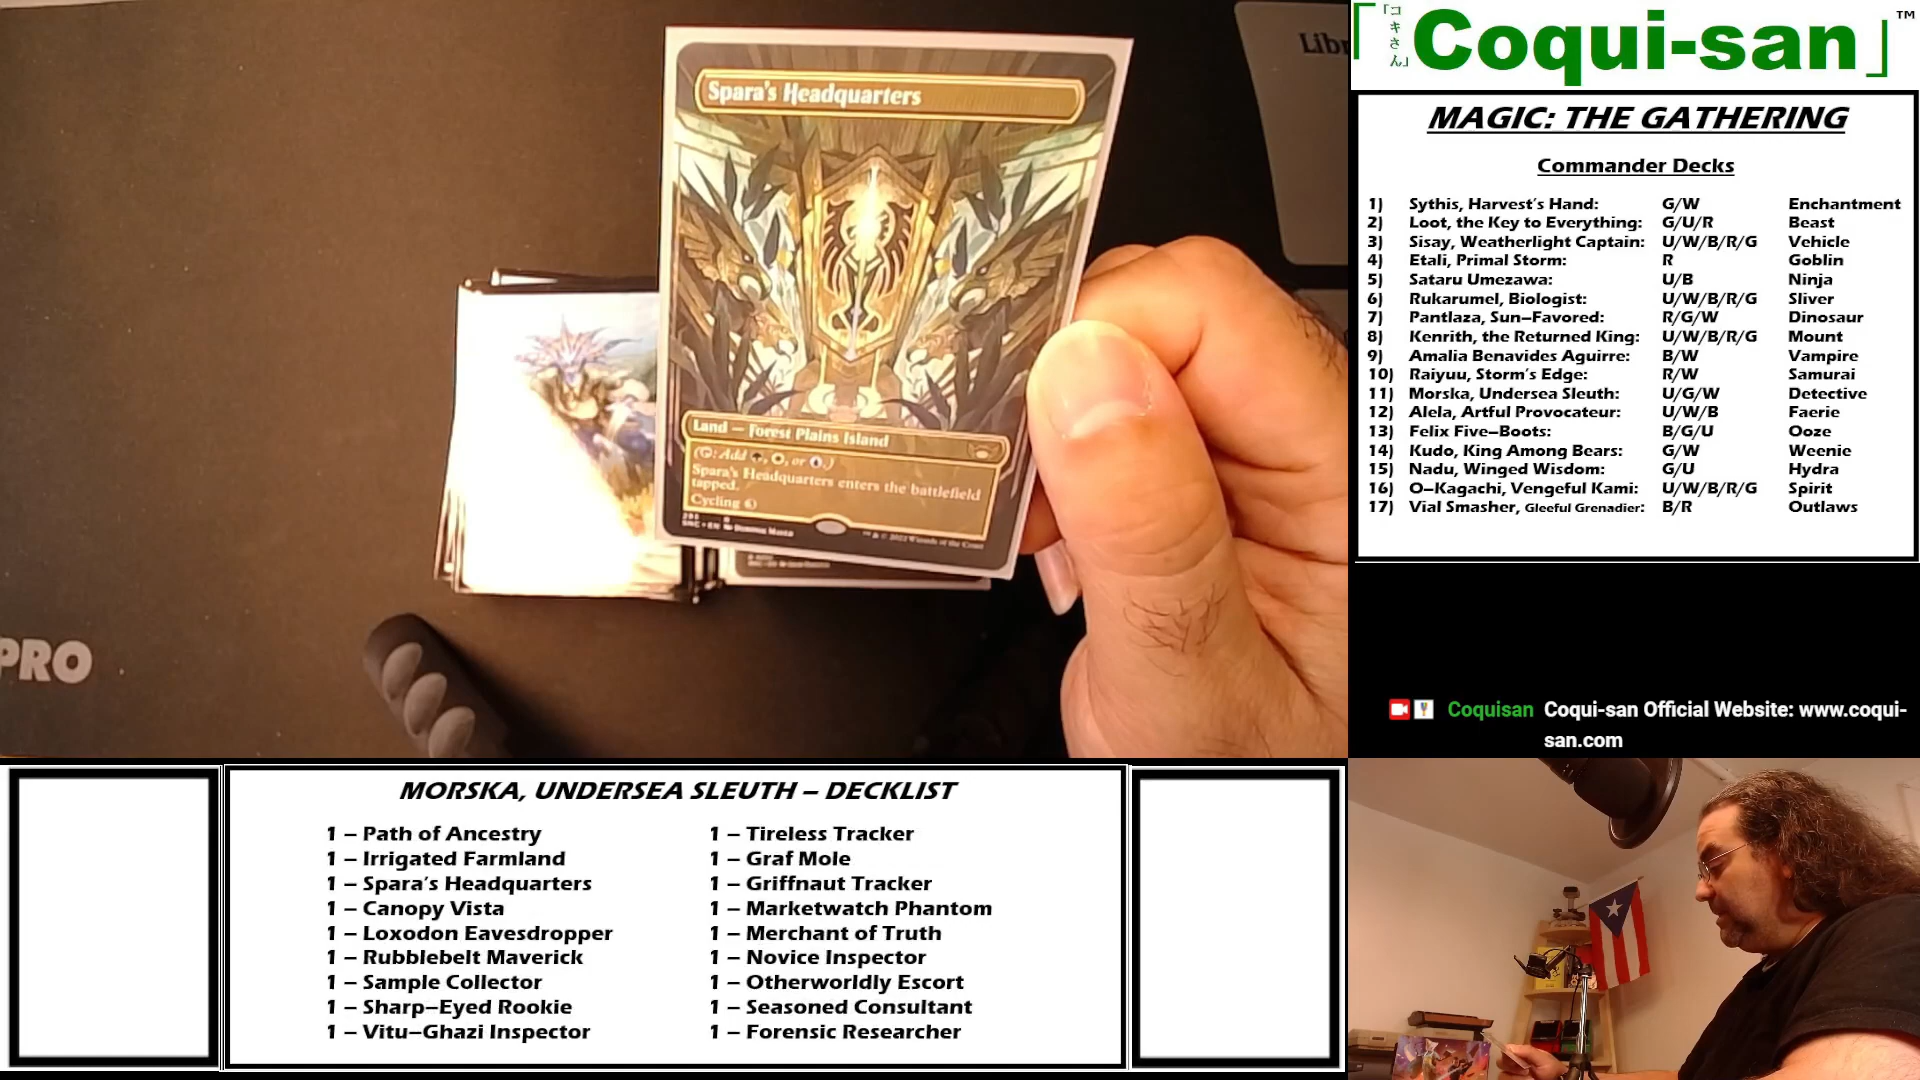 Spara's Headquarters
Land — Forest Plains Island
(T: Add G, W, or U.)
Spara's Headquarters enters the battlefield
tapped.
Cycling 3
PRO
Libr
「コキさん」
「Coqui-san」™
MAGIC: THE GATHERING
Commander Decks
1) Sythis, Harvest's Hand: G/W Enchantment
2) Loot, the Key to Everything: G/U/R Beast
3) Sisay, Weatherlight Captain: U/W/B/R/G Vehicle
4) Etali, Primal Storm: R Goblin
5) Sataru Umezawa: U/B Ninja
6) Rukarumel, Biologist: U/W/B/R/G Sliver
7) Pantlaza, Sun-Favored: R/G/W Dinosaur
8) Kenrith, the Returned King: U/W/B/R/G Mount
9) Amalia Benavides Aguirre: B/W Vampire
10) Raiyuu, Storm's Edge: R/W Samurai
11) Morska, Undersea Sleuth: U/G/W Detective
12) Alela, Artful Provocateur: U/W/B Faerie
13) Felix Five-Boots: B/G/U Ooze
14) Kudo, King Among Bears: G/W Weenie
15) Nadu, Winged Wisdom: G/U Hydra
16) O-Kagachi, Vengeful Kami: U/W/B/R/G Spirit
17) Vial Smasher, Gleeful Grenadier: B/R Outlaws
Coquisan Coqui-san Official Website: www.coqui-
san.com
MORSKA, UNDERSEA SLEUTH – DECKLIST
1 – Path of Ancestry
1 – Irrigated Farmland
1 – Spara's Headquarters
1 – Canopy Vista
1 – Loxodon Eavesdropper
1 – Rubblebelt Maverick
1 – Sample Collector
1 – Sharp-Eyed Rookie
1 – Vitu-Ghazi Inspector
1 – Tireless Tracker
1 – Graf Mole
1 – Griffnaut Tracker
1 – Marketwatch Phantom
1 – Merchant of Truth
1 – Novice Inspector
1 – Otherworldly Escort
1 – Seasoned Consultant
1 – Forensic Researcher